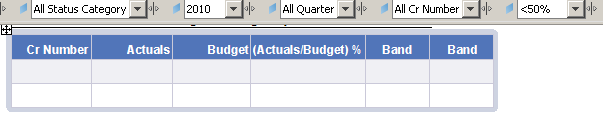 All Status Category 2010 All Quarter All Cr Number <50%
Cr Number Actuals Budget (Actuals/Budget) % Band Band